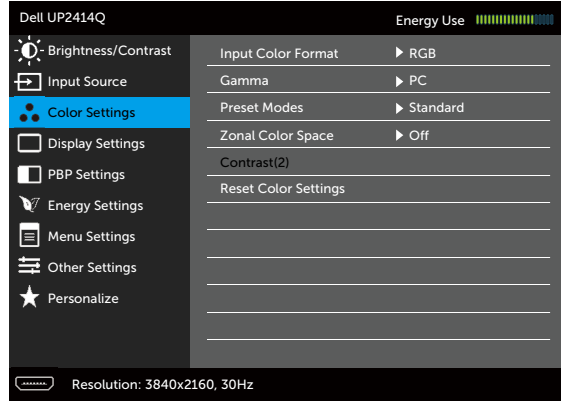 Dell UP2414Q
Energy Use
Brightness/Contrast
Input Source
Color Settings
Display Settings
PBP Settings
Energy Settings
Menu Settings
Other Settings
Personalize
Input Color Format RGB
Gamma PC
Preset Modes Standard
Zonal Color Space Off
Contrast(2)
Reset Color Settings
Resolution: 3840x2160, 30Hz